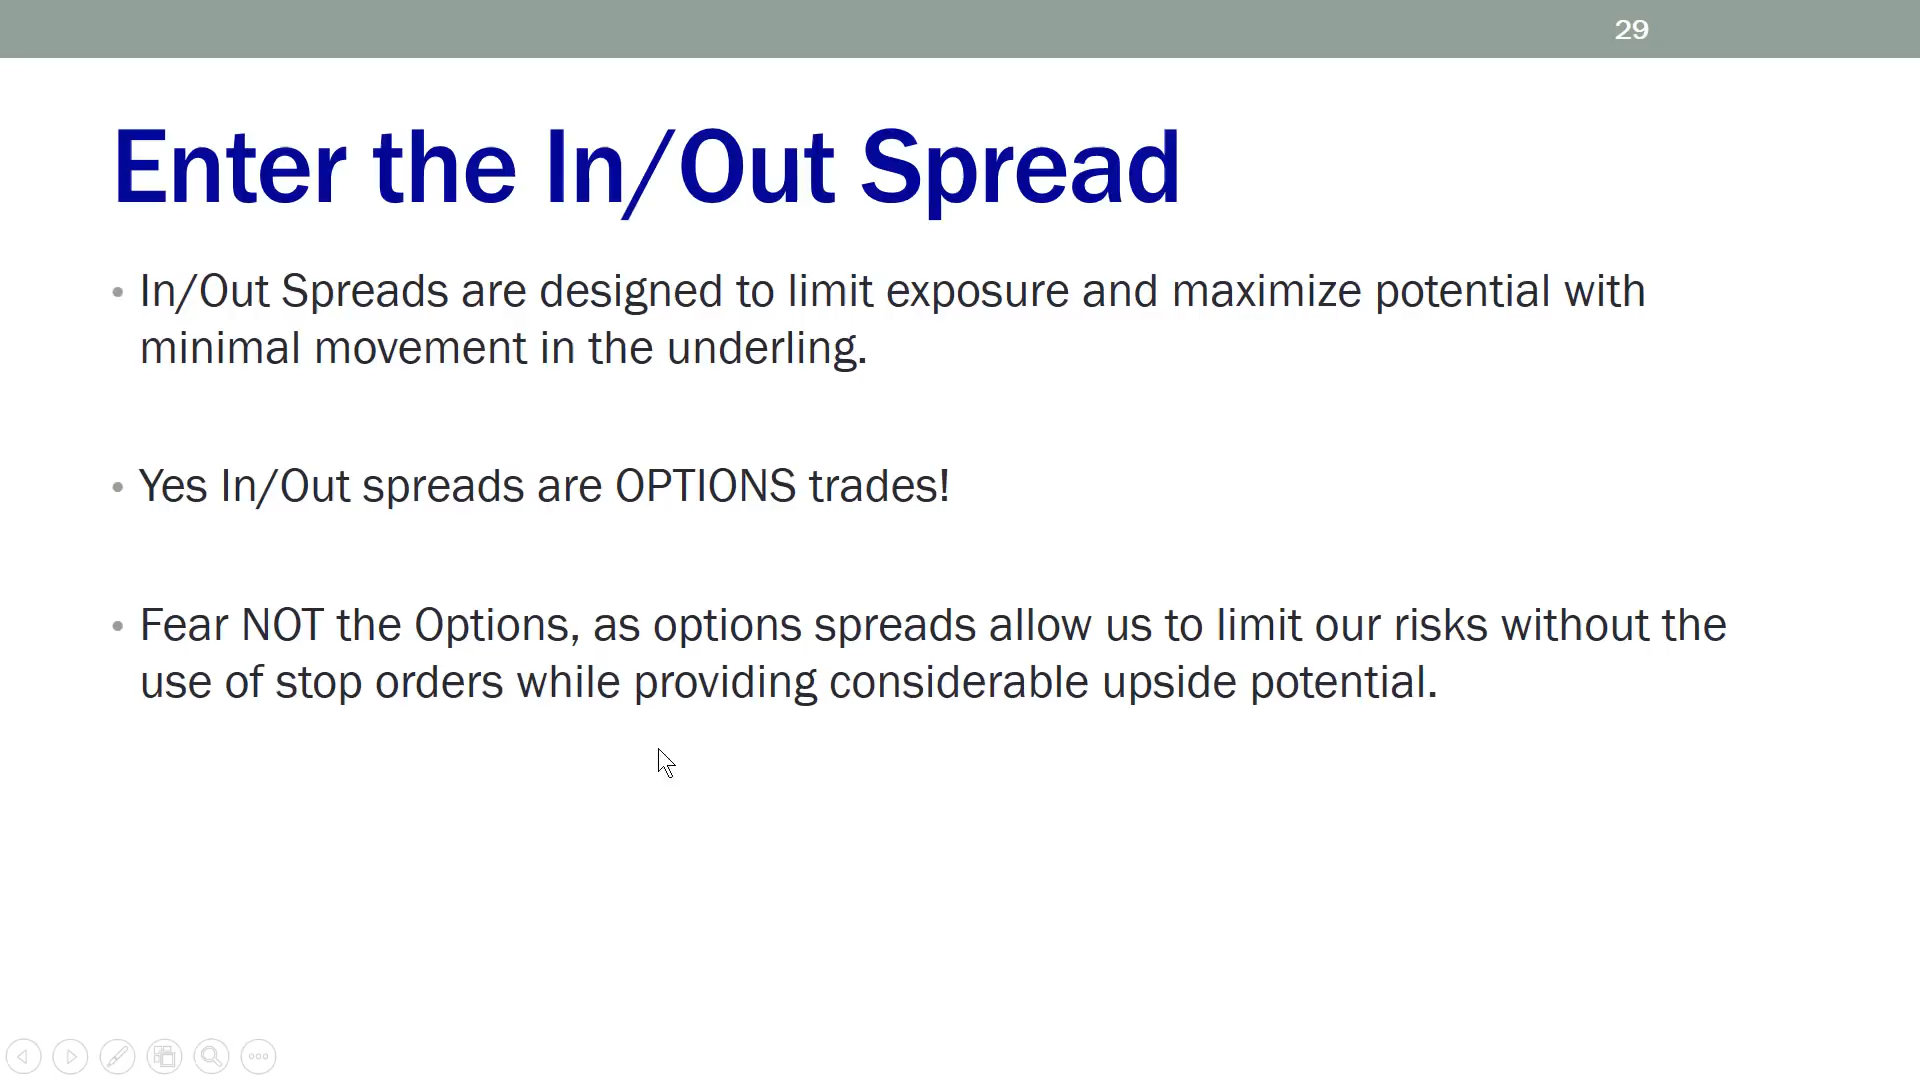 29
Enter the In/Out Spread
• In/Out Spreads are designed to limit exposure and maximize potential with
minimal movement in the underling.
• Yes In/Out spreads are OPTIONS trades!
• Fear NOT the Options, as options spreads allow us to limit our risks without the
use of stop orders while providing considerable upside potential.